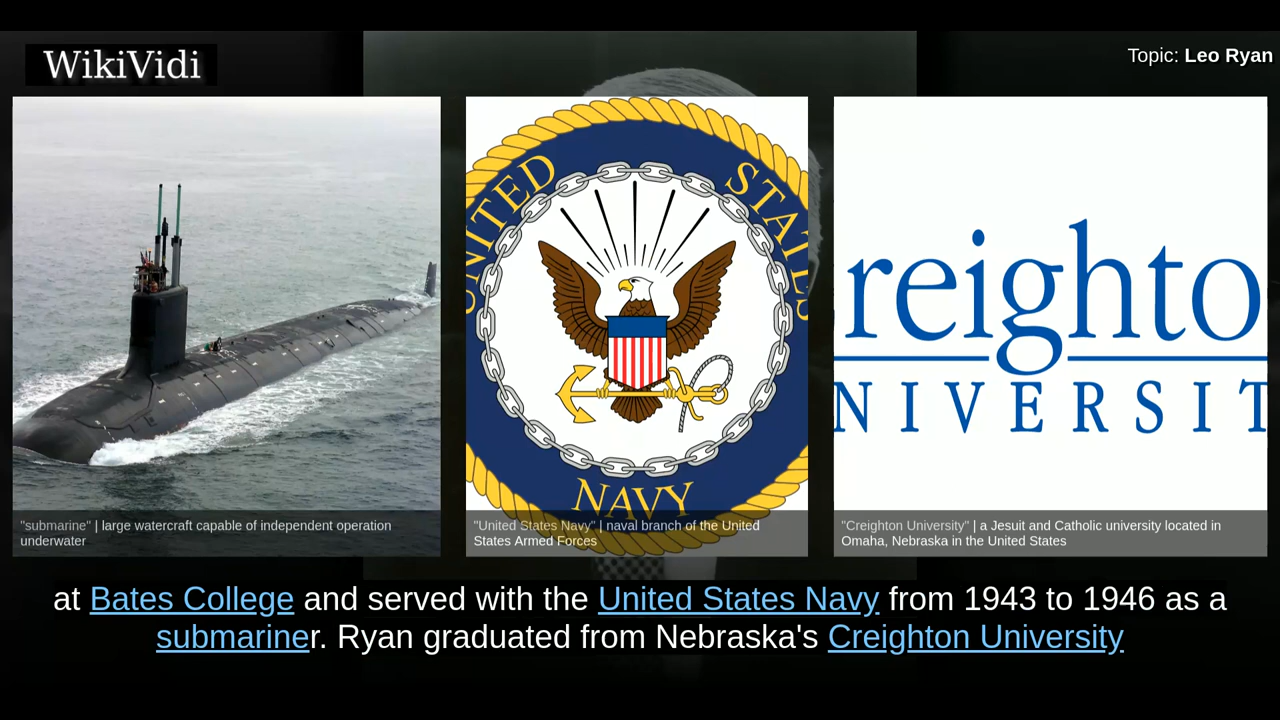 WikiVidi
Topic: Leo Ryan
UNITED STATES
NAVY
reighto
NIVERSIT
"submarine" | large watercraft capable of independent operation
underwater
"United States Navy" | naval branch of the United
States Armed Forces
"Creighton University" | a Jesuit and Catholic university located in
Omaha, Nebraska in the United States
at Bates College and served with the United States Navy from 1943 to 1946 as a
submariner. Ryan graduated from Nebraska's Creighton University